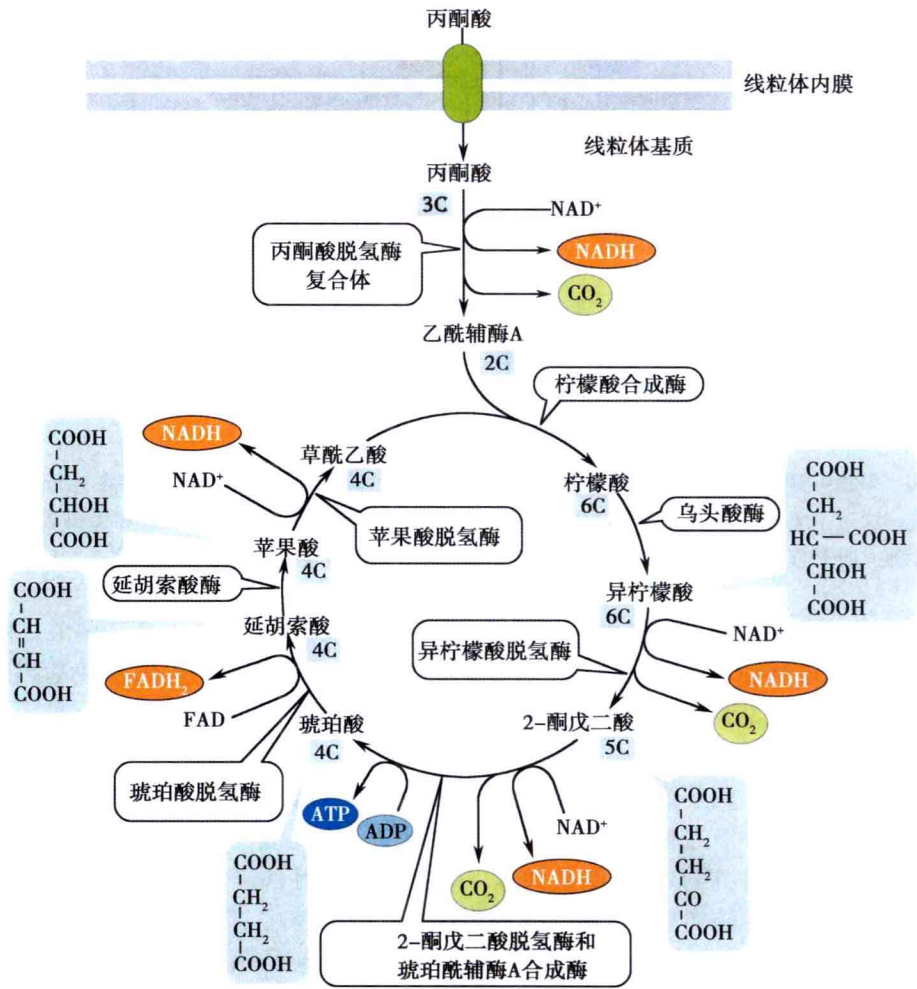 丙酮酸
线粒体内膜
线粒体基质
丙酮酸
3C
NAD⁺
丙酮酸脱氢酶
复合体
NADH
CO₂
乙酰辅酶A
2C
柠檬酸合成酶
NADH
草酰乙酸
4C
NAD⁺
柠檬酸
6C
乌头酸酶
COOH
CH₂
CHOH
COOH
苹果酸脱氢酶
COOH
CH₂
HC—COOH
CHOH
COOH
苹果酸
4C
延胡索酸酶
异柠檬酸
6C
COOH
CH
CH
COOH
延胡索酸
4C
异柠檬酸脱氢酶
NAD⁺
NADH
CO₂
FADH₂
FAD
琥珀酸
4C
2-酮戊二酸
5C
琥珀酸脱氢酶
ATP
ADP
NAD⁺
CO₂
NADH
COOH
CH₂
CH₂
CO
COOH
COOH
CH₂
CH₂
COOH
2-酮戊二酸脱氢酶和
琥珀酰辅酶A合成酶